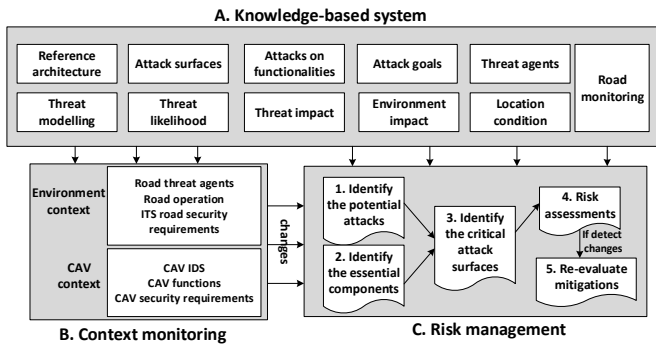 A. Knowledge-based system
Reference
architecture
Attack surfaces
Attacks on
functionalities
Attack goals
Threat agents
Road
monitoring
Threat
modelling
Threat
likelihood
Threat impact
Environment
impact
Location
condition
Environment
context
Road threat agents
Road operation
ITS road security
requirements
CAV
context
CAV IDS
CAV functions
CAV security requirements
changes
1. Identify
the potential
attacks
2. Identify
the essential
components
3. Identify
the critical
attack
surfaces
4. Risk
assessments
If detect
changes
5. Re-evaluate
mitigations
B. Context monitoring
C. Risk management